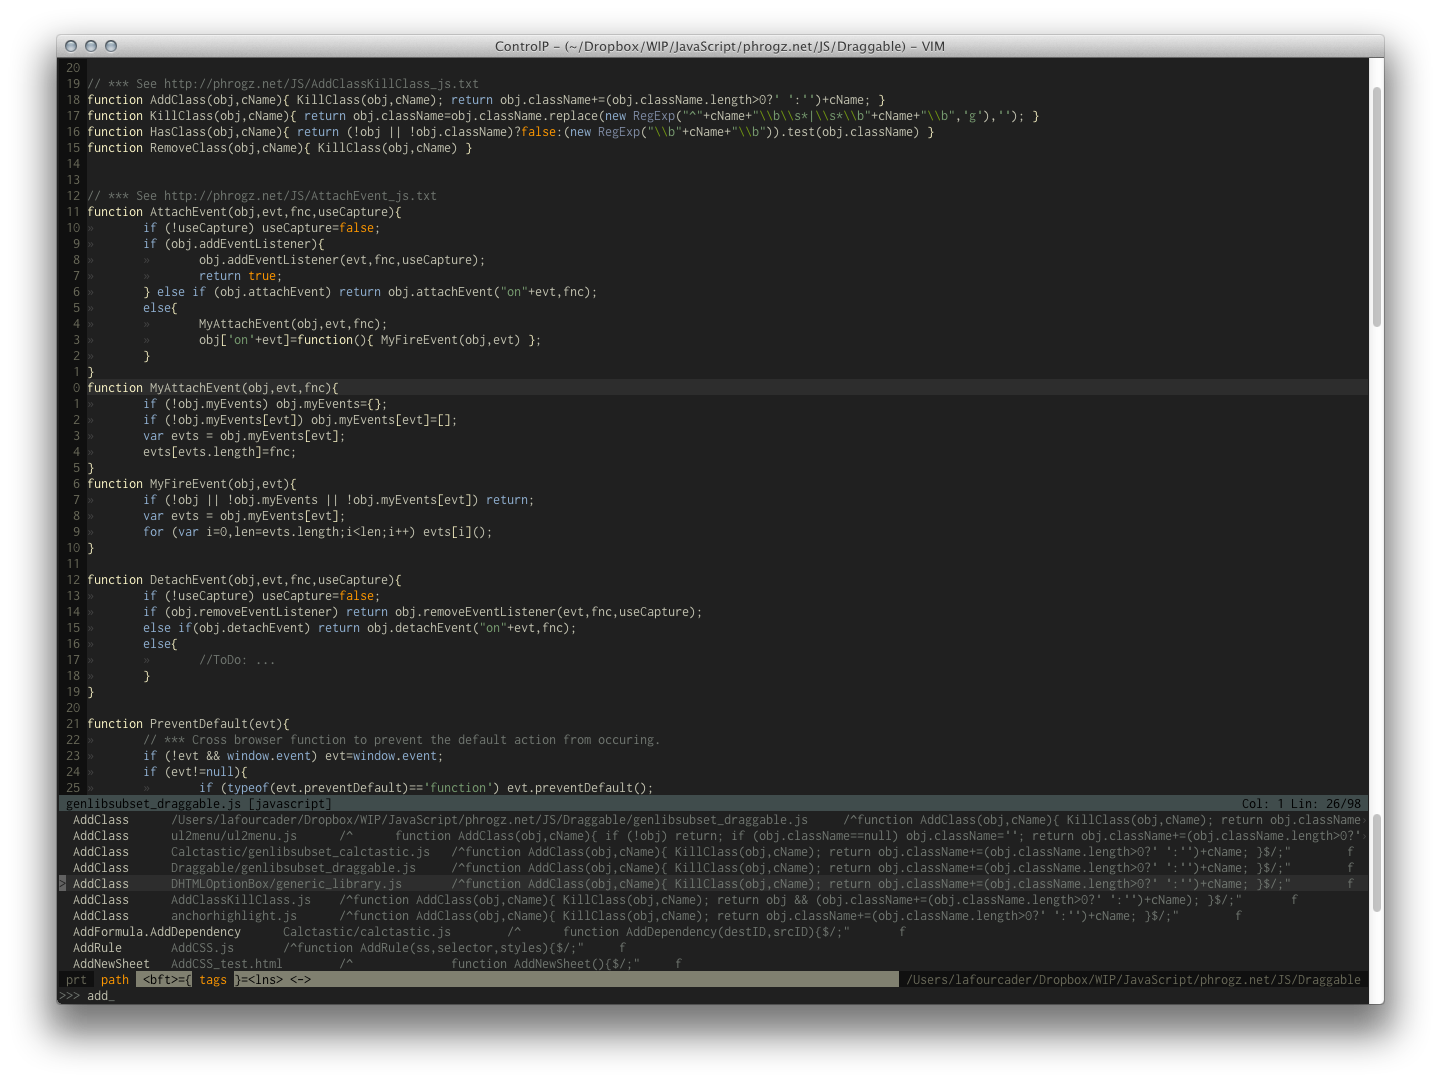 ControlP – (~/Dropbox/WIP/JavaScript/phrogz.net/JS/Draggable) – VIM
20
19 // *** See http://phrogz.net/JS/AddClassKillClass_js.txt
18 function AddClass(obj,cName){ KillClass(obj,cName); return obj.className+=(obj.className.length>0?' ':'')+cName; }
17 function KillClass(obj,cName){ return obj.className=obj.className.replace(new RegExp("^"+cName+"\\b\\s*|\\s*\\b"+cName+"\\b",'g'),''); }
16 function HasClass(obj,cName){ return (!obj || !obj.className)?false:(new RegExp("\\b"+cName+"\\b")).test(obj.className) }
15 function RemoveClass(obj,cName){ KillClass(obj,cName) }
14
13
12 // *** See http://phrogz.net/JS/AttachEvent_js.txt
11 function AttachEvent(obj,evt,fnc,useCapture){
10 » if (!useCapture) useCapture=false;
9 » if (obj.addEventListener){
8 » » obj.addEventListener(evt,fnc,useCapture);
7 » » return true;
6 » } else if (obj.attachEvent) return obj.attachEvent("on"+evt,fnc);
5 » else{
4 » » MyAttachEvent(obj,evt,fnc);
3 » » obj['on'+evt]=function(){ MyFireEvent(obj,evt) };
2 » }
1 }
0 function MyAttachEvent(obj,evt,fnc){
1 » if (!obj.myEvents) obj.myEvents={};
2 » if (!obj.myEvents[evt]) obj.myEvents[evt]=[];
3 » var evts = obj.myEvents[evt];
4 » evts[evts.length]=fnc;
5 }
6 function MyFireEvent(obj,evt){
7 » if (!obj || !obj.myEvents || !obj.myEvents[evt]) return;
8 » var evts = obj.myEvents[evt];
9 » for (var i=0,len=evts.length;i<len;i++) evts[i]();
10 }
11
12 function DetachEvent(obj,evt,fnc,useCapture){
13 » if (!useCapture) useCapture=false;
14 » if (obj.removeEventListener) return obj.removeEventListener(evt,fnc,useCapture);
15 » else if(obj.detachEvent) return obj.detachEvent("on"+evt,fnc);
16 » else{
17 » » //ToDo: ...
18 » }
19 }
20
21 function PreventDefault(evt){
22 » // *** Cross browser function to prevent the default action from occuring.
23 » if (!evt && window.event) evt=window.event;
24 » if (evt!=null){
25 » » if (typeof(evt.preventDefault)=='function') evt.preventDefault();
genlibsubset_draggable.js [javascript] Col: 1 Lin: 26/98
AddClass /Users/lafourcader/Dropbox/WIP/JavaScript/phrogz.net/JS/Draggable/genlibsubset_draggable.js /^function AddClass(obj,cName){ KillClass(obj,cName); return obj.className›
AddClass ul2menu/ul2menu.js /^ function AddClass(obj,cName){ if (!obj) return; if (obj.className==null) obj.className=''; return obj.className+=(obj.className.length>0?'›
AddClass Calctastic/genlibsubset_calctastic.js /^function AddClass(obj,cName){ KillClass(obj,cName); return obj.className+=(obj.className.length>0?' ':'')+cName; }$/;" f
AddClass Draggable/genlibsubset_draggable.js /^function AddClass(obj,cName){ KillClass(obj,cName); return obj.className+=(obj.className.length>0?' ':'')+cName; }$/;" f
> AddClass DHTMLOptionBox/generic_library.js /^function AddClass(obj,cName){ KillClass(obj,cName); return obj.className+=(obj.className.length>0?' ':'')+cName; }$/;" f
AddClass AddClassKillClass.js /^function AddClass(obj,cName){ KillClass(obj,cName); return obj && (obj.className+=(obj.className.length>0?' ':'')+cName); }$/;" f
AddClass anchorhighlight.js /^function AddClass(obj,cName){ KillClass(obj,cName); return obj.className+=(obj.className.length>0?' ':'')+cName; }$/;" f
AddFormula.AddDependency Calctastic/calctastic.js /^ function AddDependency(destID,srcID){$/;" f
AddRule AddCSS.js /^function AddRule(ss,selector,styles){$/;" f
AddNewSheet AddCSS_test.html /^ function AddNewSheet(){$/;" f
prt path <bft>={ tags }=<lns> <-> /Users/lafourcader/Dropbox/WIP/JavaScript/phrogz.net/JS/Draggable
>>> add_